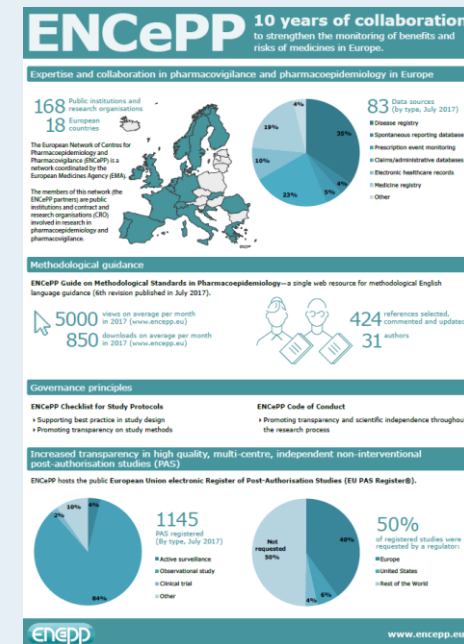 ENCePP
10 years of collaboration
to strengthen the monitoring of benefits and
risks of medicines in Europe.
Expertise and collaboration in pharmacovigilance and pharmacoepidemiology in Europe
168 Public institutions and
research organisations
18 European
countries
The European Network of Centres for
Pharmacoepidemiology and
Pharmacovigilance (ENCePP) is a
network coordinated by the
European Medicines Agency (EMA).
The members of this network (the
ENCePP partners) are public
institutions and contract and
research organisations (CRO)
involved in research in
pharmacoepidemiology and
pharmacovigilance.
4%
19%
10%
22%
5%
4%
83 Data sources
(by type, July 2017)
Disease registry
Spontaneous reporting database
Prescription event monitoring
Claims/administrative databases
Electronic healthcare records
Medicine registry
Other
Methodological guidance
ENCePP Guide on Methodological Standards in Pharmacoepidemiology—a single web resource for methodological English
language guidance (6th revision published in July 2017).
5000 views on average per month
in 2017 (www.encepp.eu)
850 downloads on average per month
in 2017 (www.encepp.eu)
424 references selected,
commented and updated
31 authors
Governance principles
ENCePP Checklist for Study Protocols
Supporting best practice in study design
Promoting transparency on study methods
ENCePP Code of Conduct
Promoting transparency and scientific independence throughou
the research process
Increased transparency in high quality, multi-centre, independent non-interventional
post-authorisation studies (PAS)
ENCePP hosts the public European Union electronic Register of Post-Authorisation Studies (EU PAS Register®).
10%
4%
2%
84%
1145
PAS registered
(By type, July 2017)
Active surveillance
Observational study
Clinical trial
Other
Not
requested
50%
40%
6%
4%
50%
of registered studies were
requested by a regulator:
Europe
United States
Rest of the World
ENCePP
www.encepp.eu